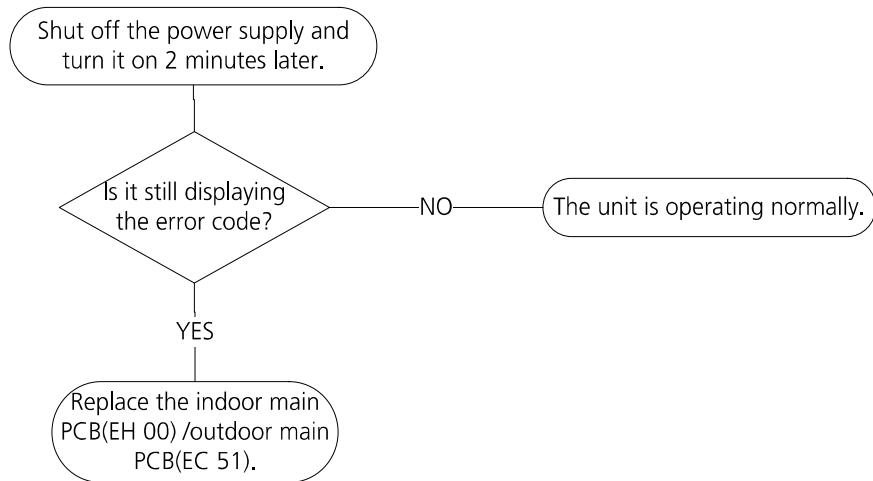 Shut off the power supply and
turn it on 2 minutes later.
Is it still displaying
the error code?
NO
The unit is operating normally.
YES
Replace the indoor main
PCB(EH 00) /outdoor main
PCB(EC 51).